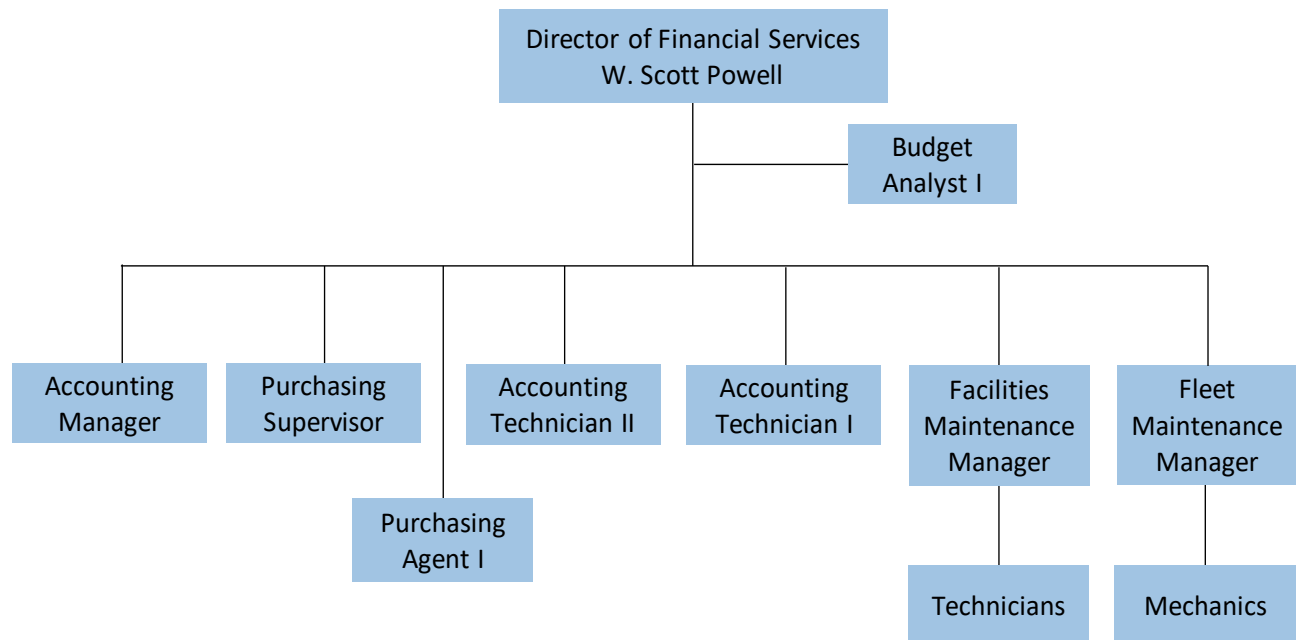 Director of Financial Services
W. Scott Powell
Budget
Analyst I
Accounting
Manager
Purchasing
Supervisor
Accounting
Technician II
Accounting
Technician I
Facilities
Maintenance
Manager
Fleet
Maintenance
Manager
Purchasing
Agent I
Technicians
Mechanics